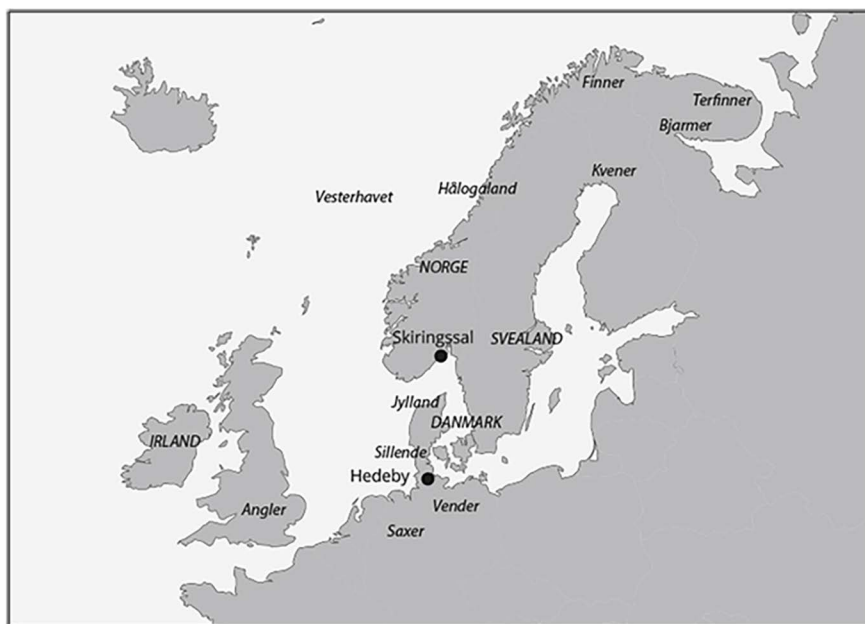 Finner
Terfinner
Bjarmer
Kvener
Hålogaland
Vesterhavet
NORGE
Skiringssal
SVEALAND
Jylland
DANMARK
IRLAND
Sillende
Hedeby
Vender
Angler
Saxer